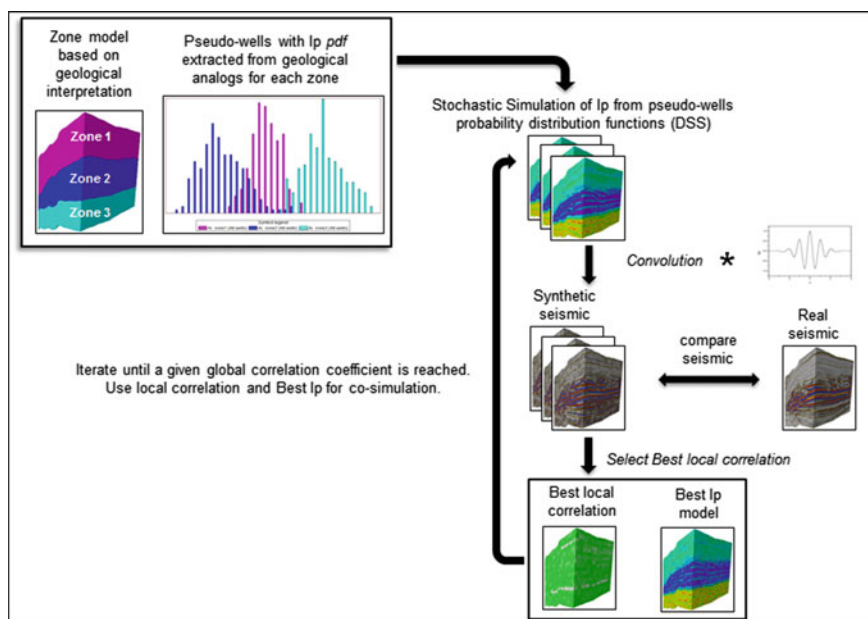 Zone model
based on
geological
interpretation
Zone 1
Zone 2
Zone 3
Pseudo-wells with Ip pdf
extracted from geological
analogs for each zone
Stochastic Simulation of Ip from pseudo-wells
probability distribution functions (DSS)
Convolution *
Synthetic
seismic
compare
seismic
Real
seismic
Iterate until a given global correlation coefficient is reached.
Use local correlation and Best Ip for co-simulation.
Select Best local correlation
Best local
correlation
Best Ip
model